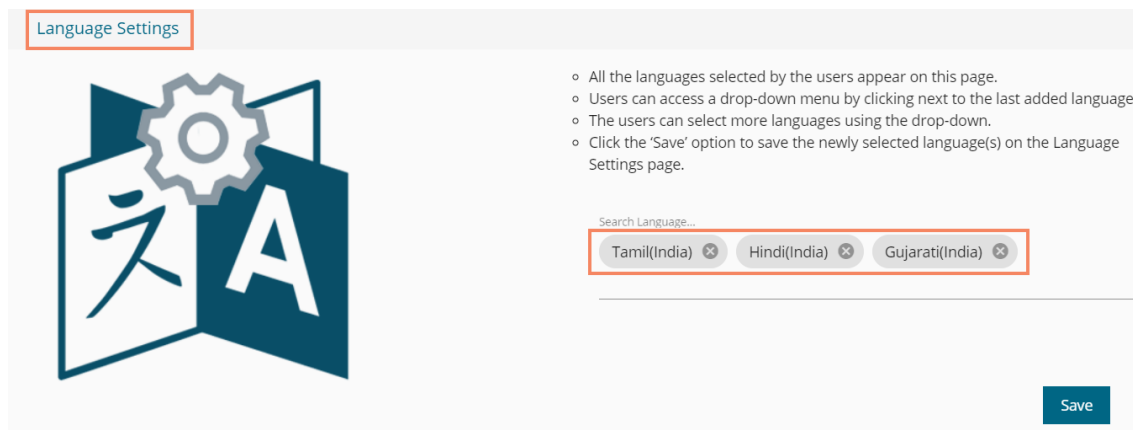 Language Settings
All the languages selected by the users appear on this page.
Users can access a drop-down menu by clicking next to the last added language
The users can select more languages using the drop-down.
Click the ‘Save’ option to save the newly selected language(s) on the Language
Settings page.
Search Language...
Tamil(India) Hindi(India) Gujarati(India)
A
Save